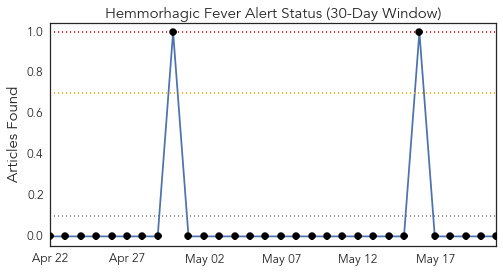 Hemmorhagic Fever Alert Status (30-Day Window)
Articles Found
1.0
0.8
0.6
0.4
0.2
0.0
Apr 22
Apr 27
May 02
May 07
May 12
May 17